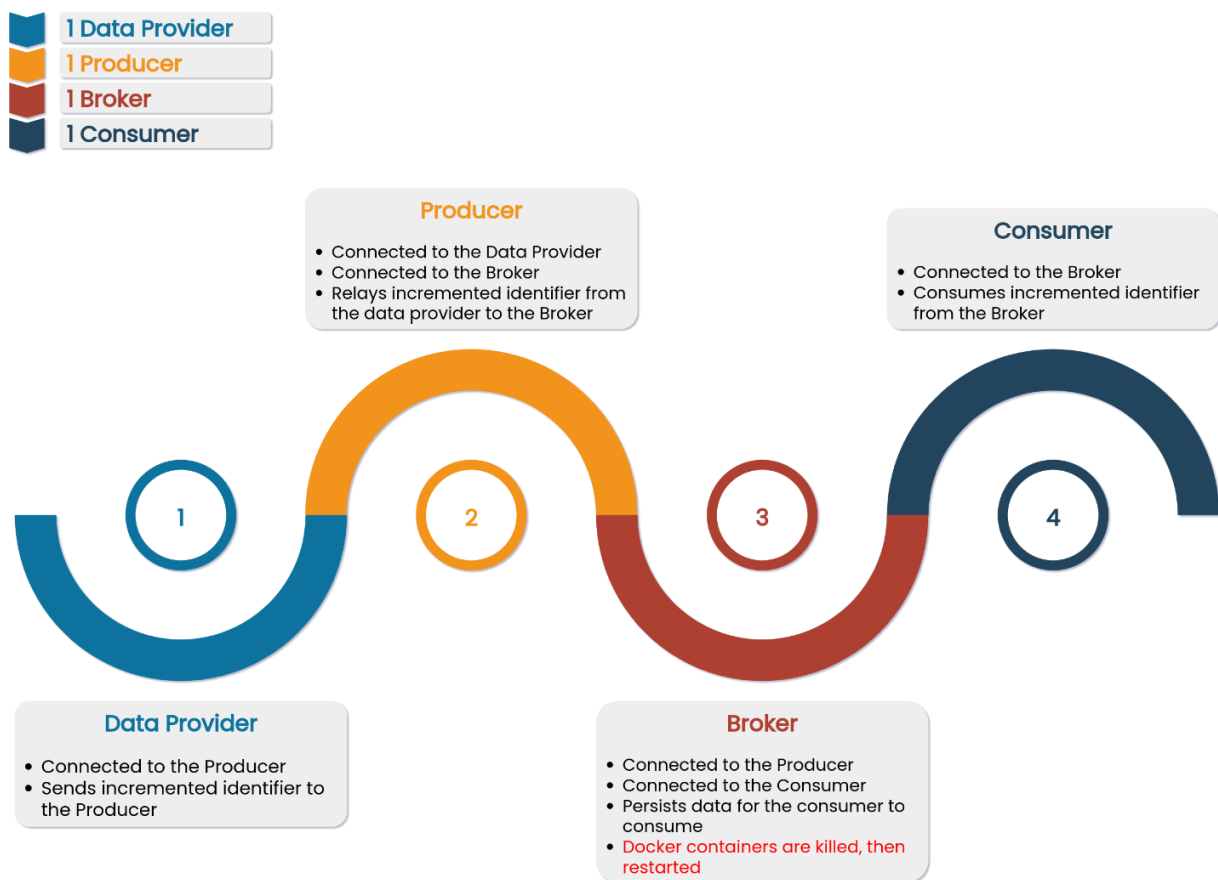 1 Data Provider
1 Producer
1 Broker
1 Consumer
Producer
• Connected to the Data Provider
• Connected to the Broker
• Relays incremented identifier from
the data provider to the Broker
Consumer
• Connected to the Broker
• Consumes incremented identifier
from the Broker
1
2
3
4
Data Provider
• Connected to the Producer
• Sends incremented identifier to
the Producer
Broker
• Connected to the Producer
• Connected to the Consumer
• Persists data for the consumer to
consume
• Docker containers are killed, then
restarted